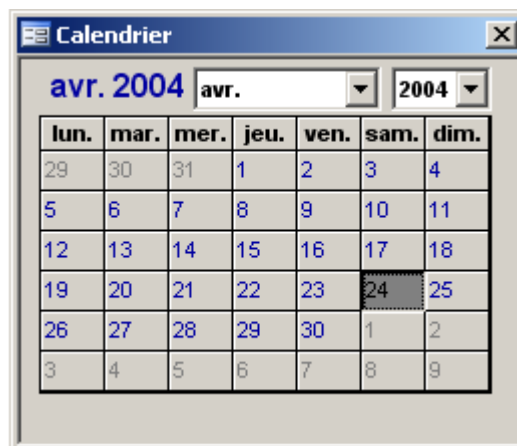 Calendrier
avr. 2004 avr. 2004
lun. mar. mer. jeu. ven. sam. dim.
29 30 31 1 2 3 4
5 6 7 8 9 10 11
12 13 14 15 16 17 18
19 20 21 22 23 24 25
26 27 28 29 30 1 2
3 4 5 6 7 8 9